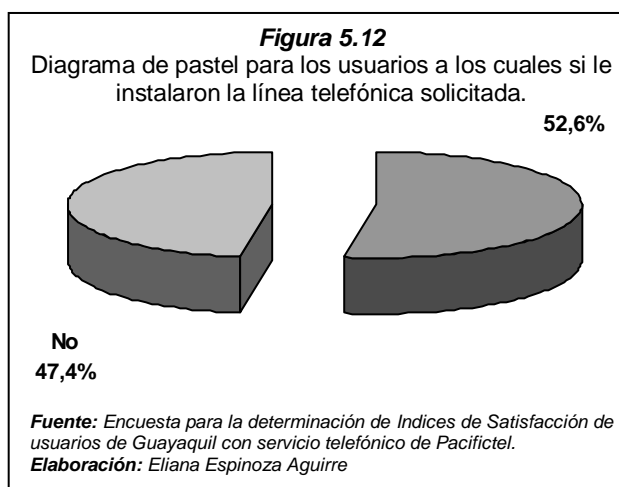 Figura 5.12
Diagrama de pastel para los usuarios a los cuales si le
instalaron la línea telefónica solicitada.
52,6%
No
47,4%
Fuente: Encuesta para la determinación de Indices de Satisfacción de
usuarios de Guayaquil con servicio telefónico de Pacifictel.
Elaboración: Eliana Espinoza Aguirre